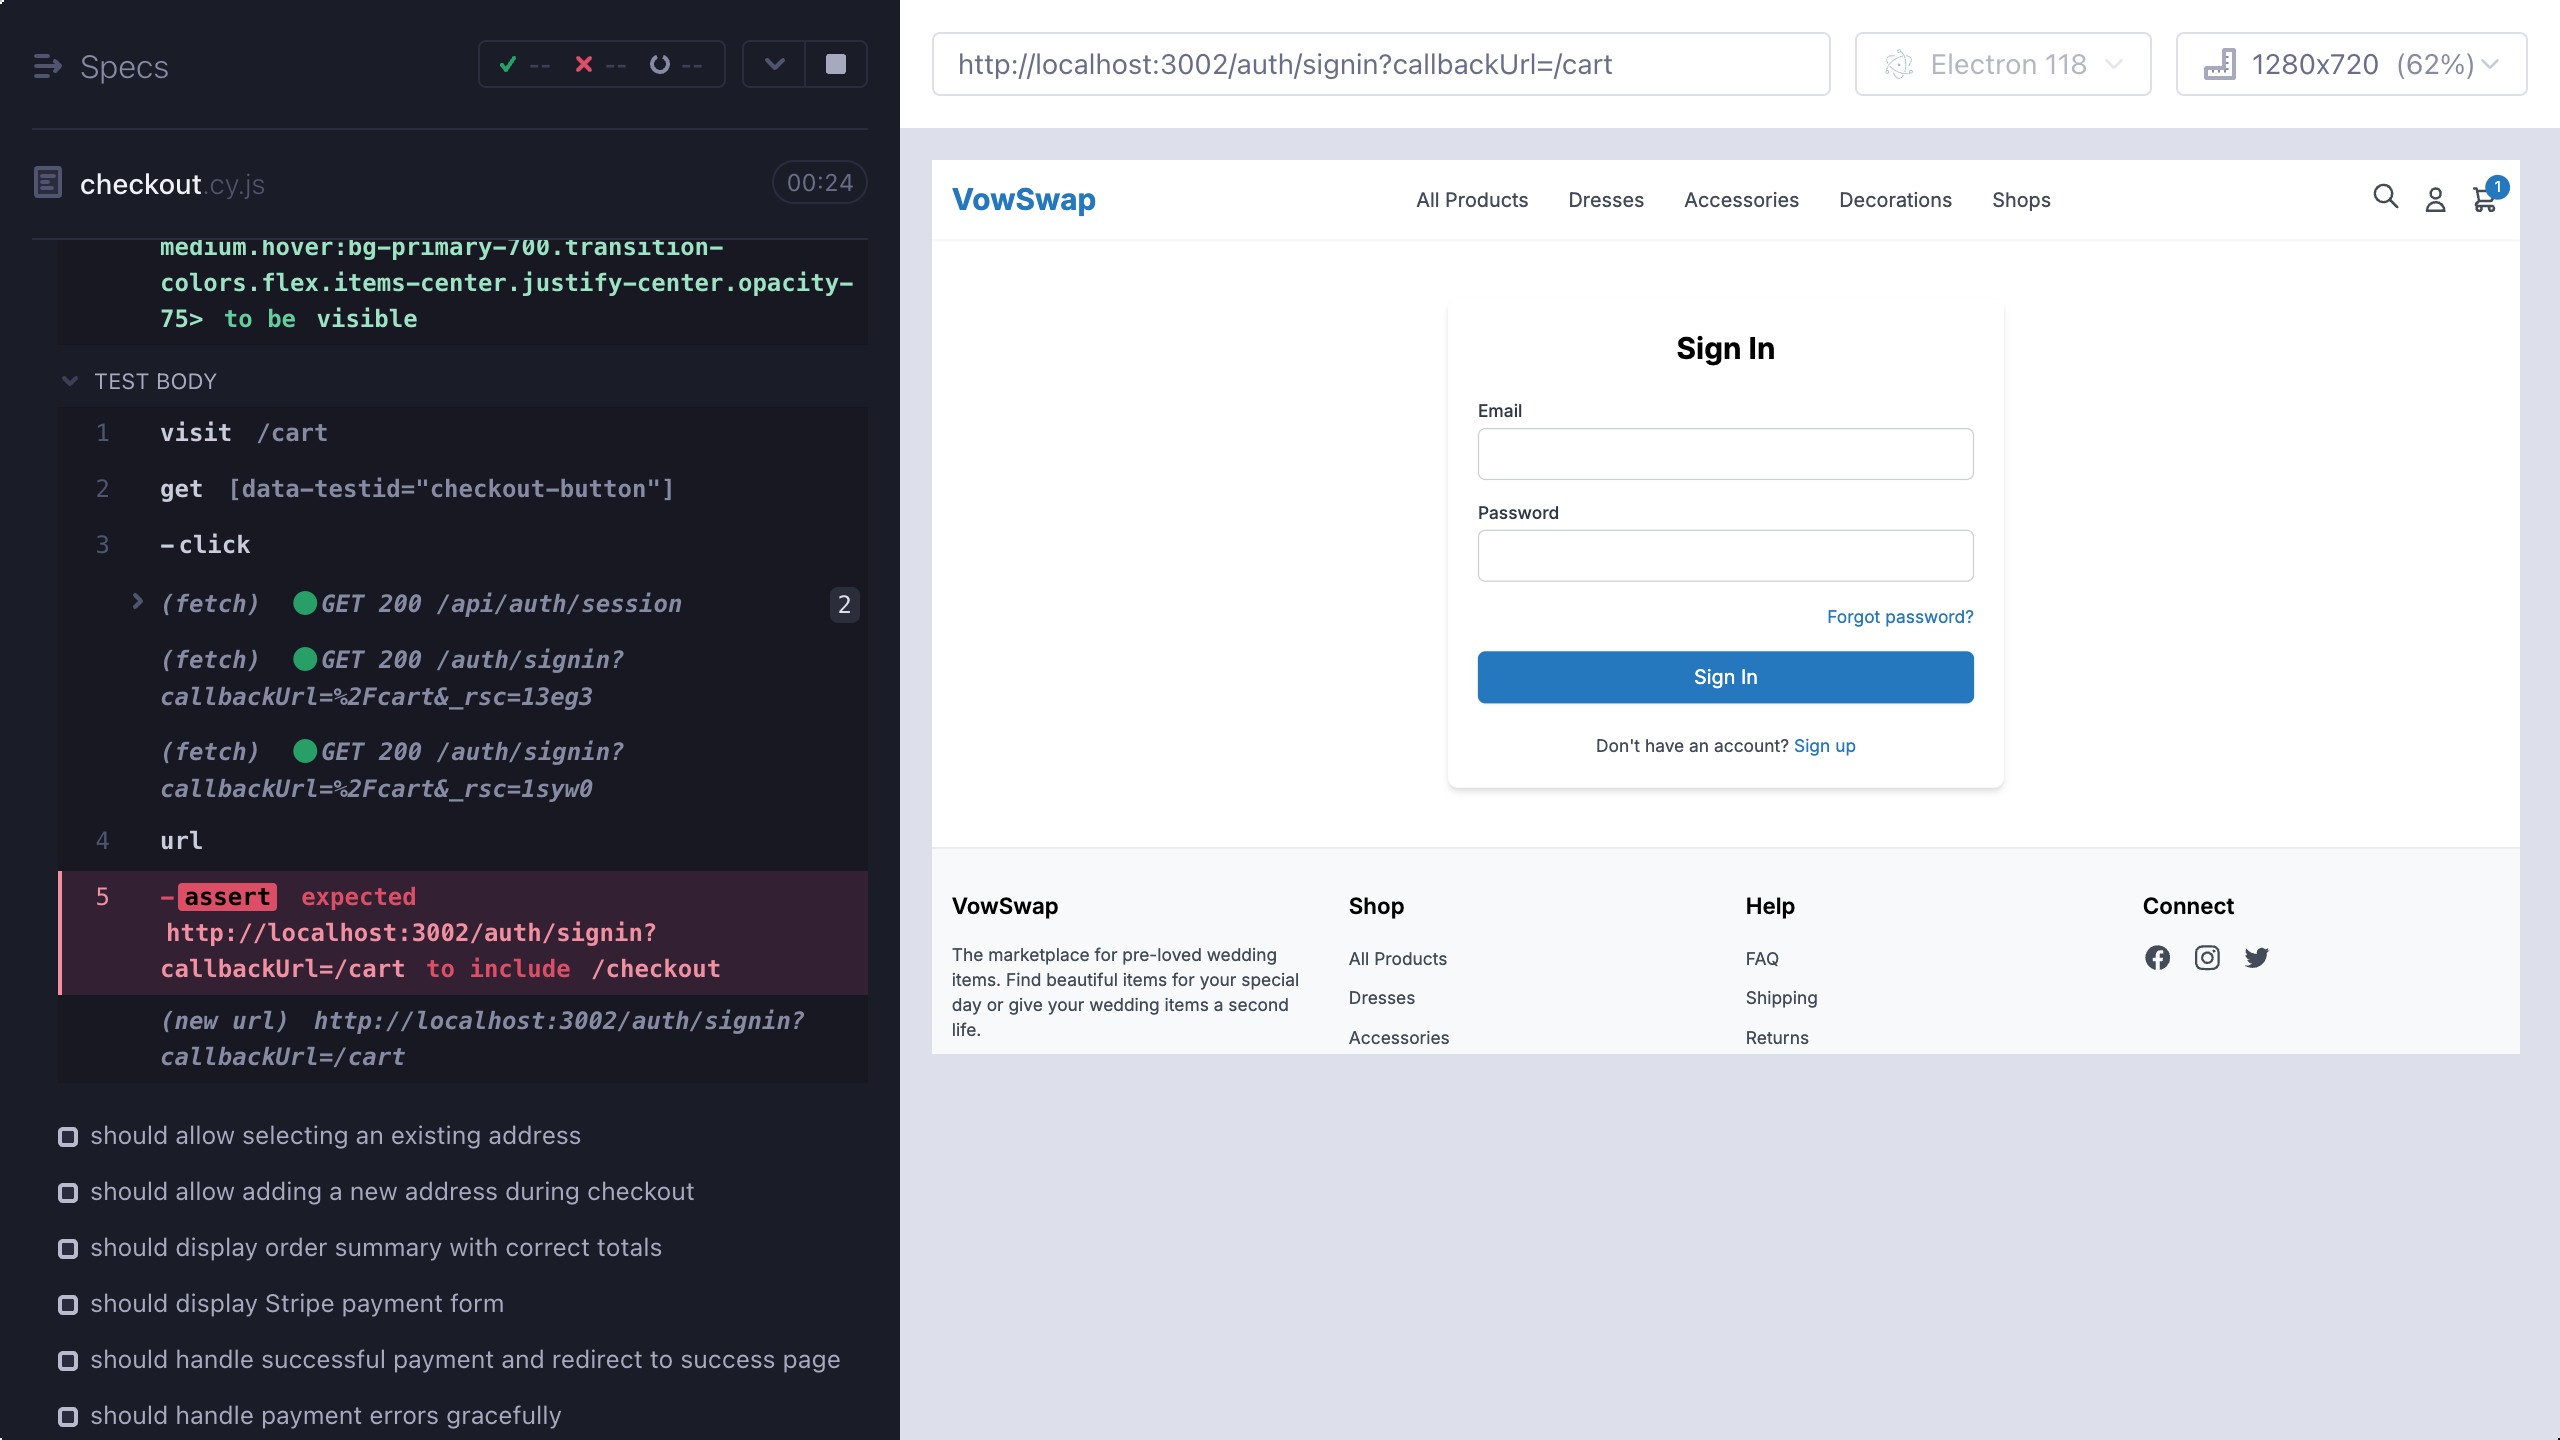 Specs
-- -- --
checkout.cy.js 00:24
medium.hover:bg-primary-700.transition-
colors.flex.items-center.justify-center.opacity-
75> to be visible
TEST BODY
1 visit /cart
2 get [data-testid="checkout-button"]
3 -click
(fetch) GET 200 /api/auth/session 2
(fetch) GET 200 /auth/signin?
callbackUrl=%2Fcart&_rsc=13eg3
(fetch) GET 200 /auth/signin?
callbackUrl=%2Fcart&_rsc=1syw0
4 url
5 -assert expected
http://localhost:3002/auth/signin?
callbackUrl=/cart to include /checkout
(new url) http://localhost:3002/auth/signin?
callbackUrl=/cart
should allow selecting an existing address
should allow adding a new address during checkout
should display order summary with correct totals
should display Stripe payment form
should handle successful payment and redirect to success page
should handle payment errors gracefully
http://localhost:3002/auth/signin?callbackUrl=/cart
Electron 118
1280x720 (62%)
VowSwap
All Products Dresses Accessories Decorations Shops
1
Sign In
Email
Password
Forgot password?
Sign In
Don't have an account? Sign up
VowSwap
The marketplace for pre-loved wedding
items. Find beautiful items for your special
day or give your wedding items a second
life.
Shop
All Products
Dresses
Accessories
Help
FAQ
Shipping
Returns
Connect